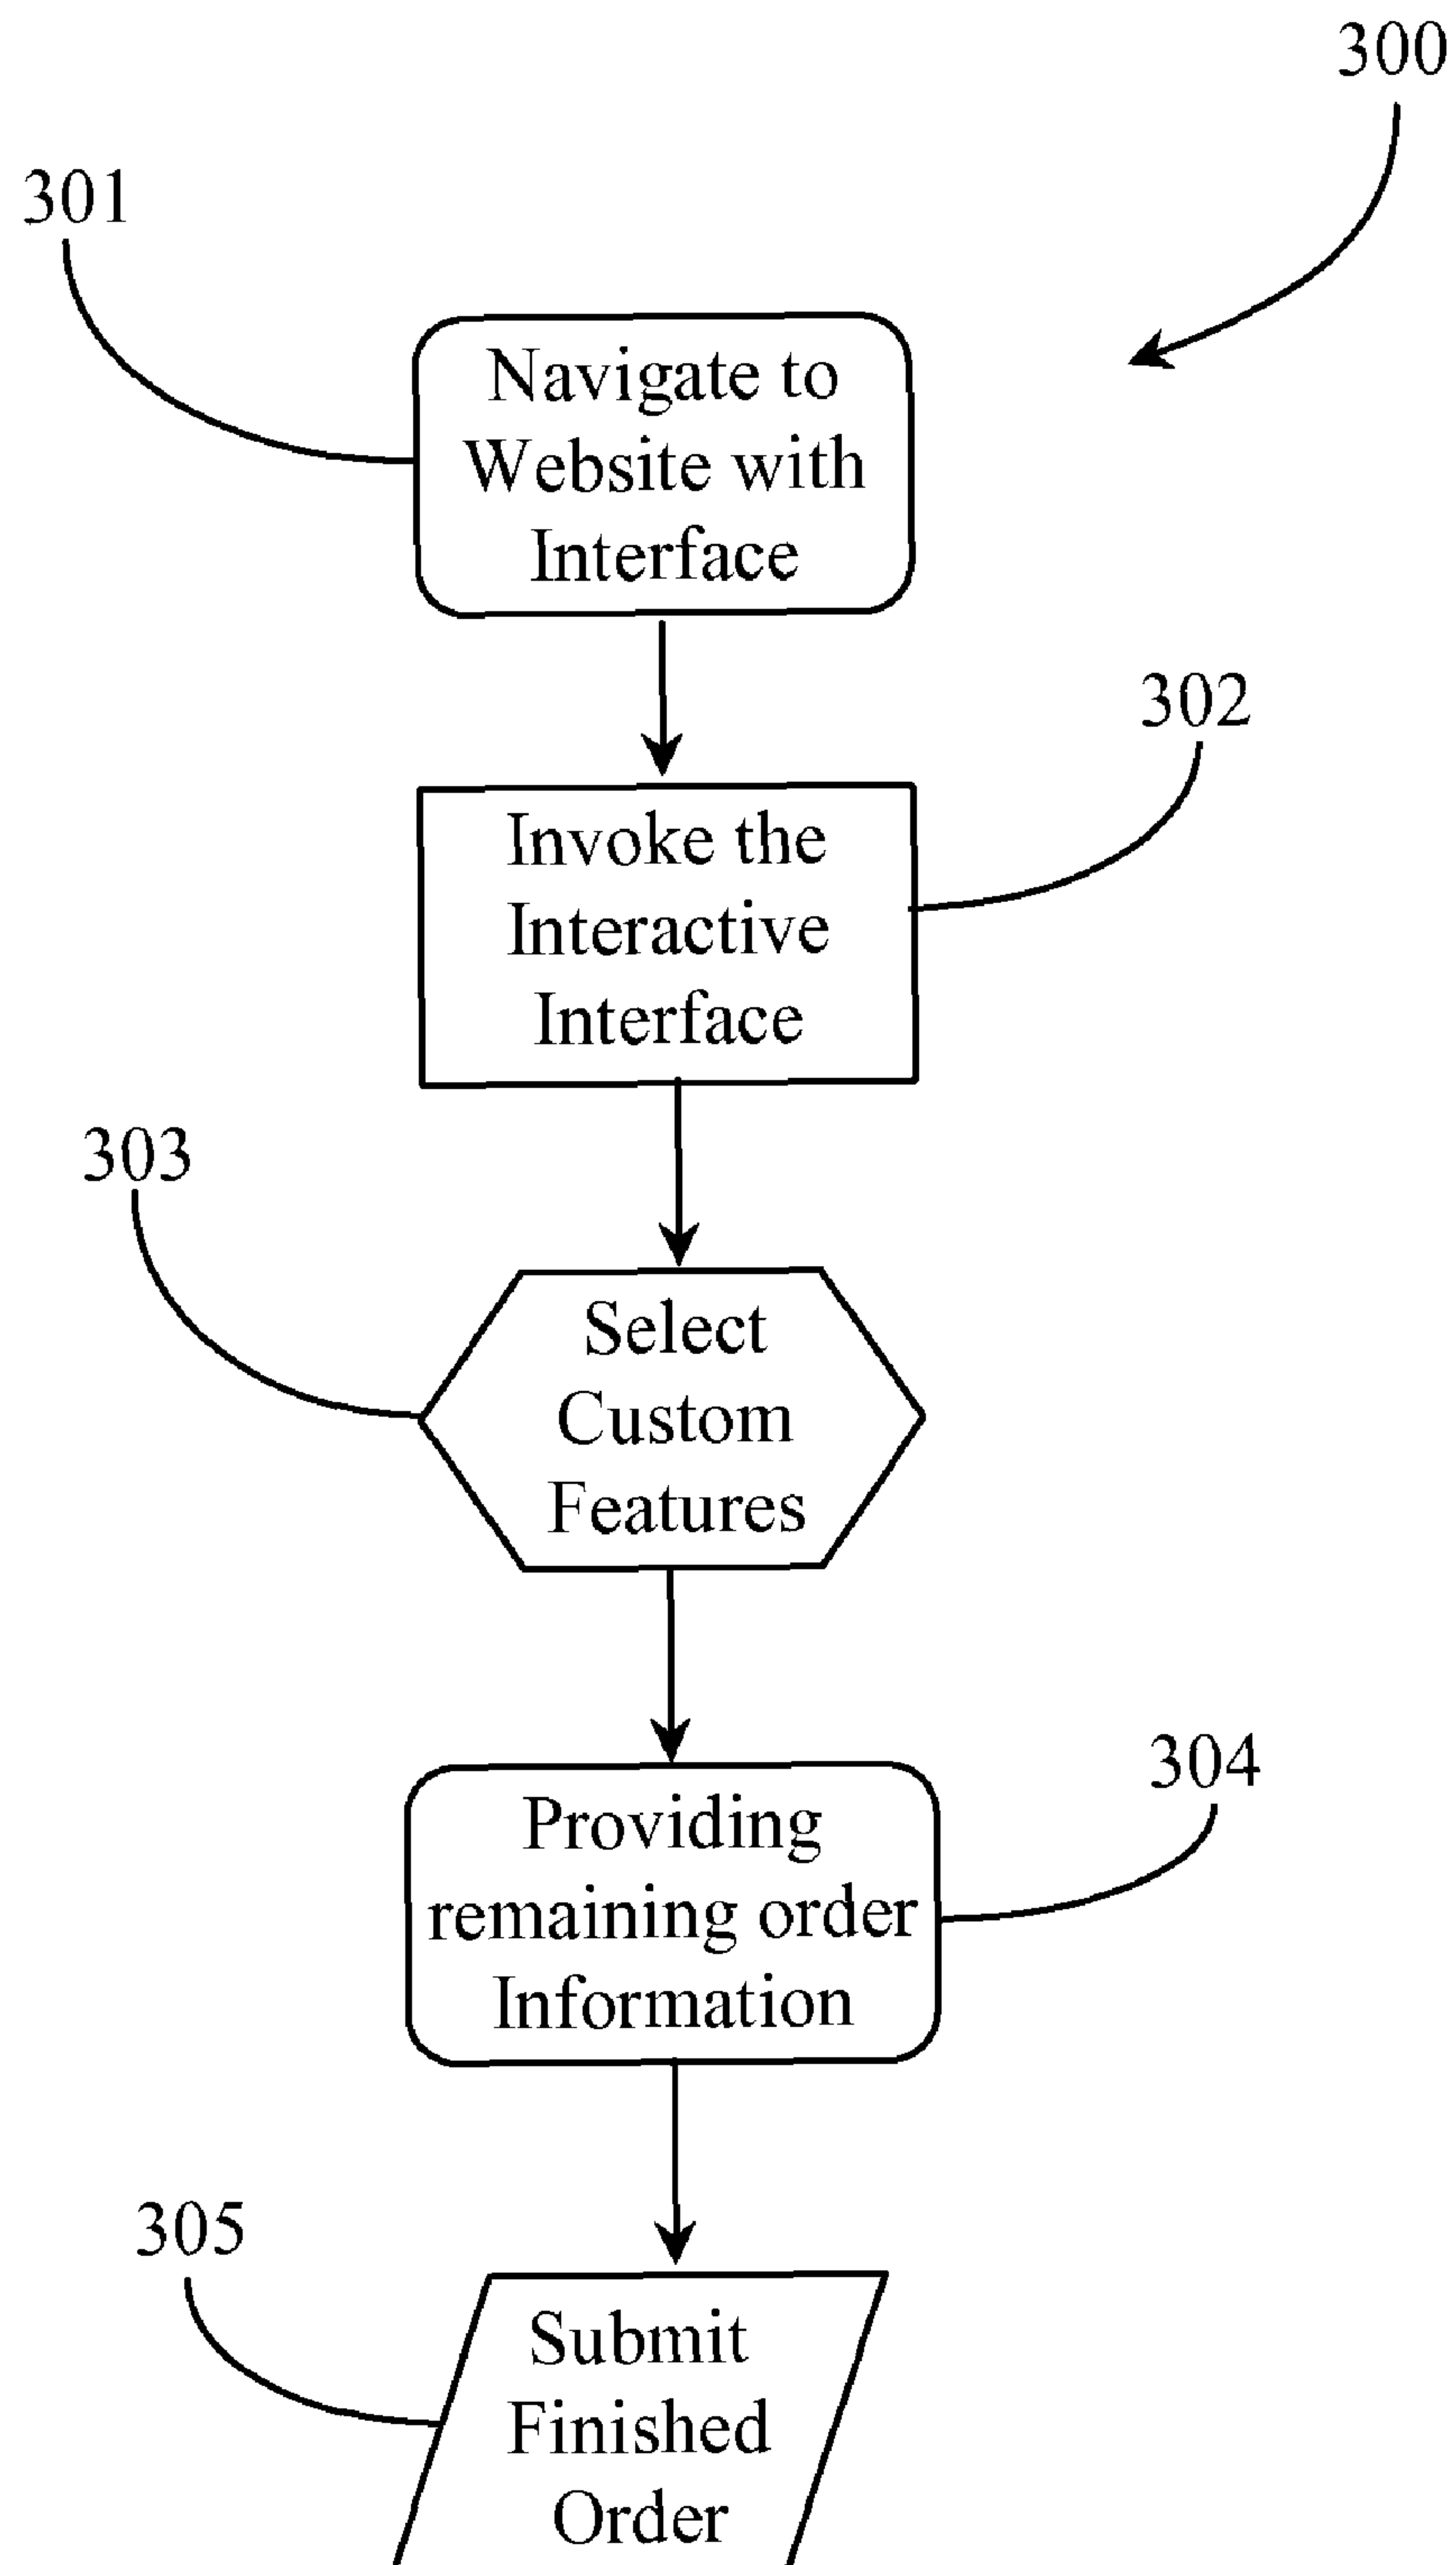 300
301
Navigate to
Website with
Interface
302
Invoke the
Interactive
Interface
303
Select
Custom
Features
304
Providing
remaining order
Information
305
Submit
Finished
Order